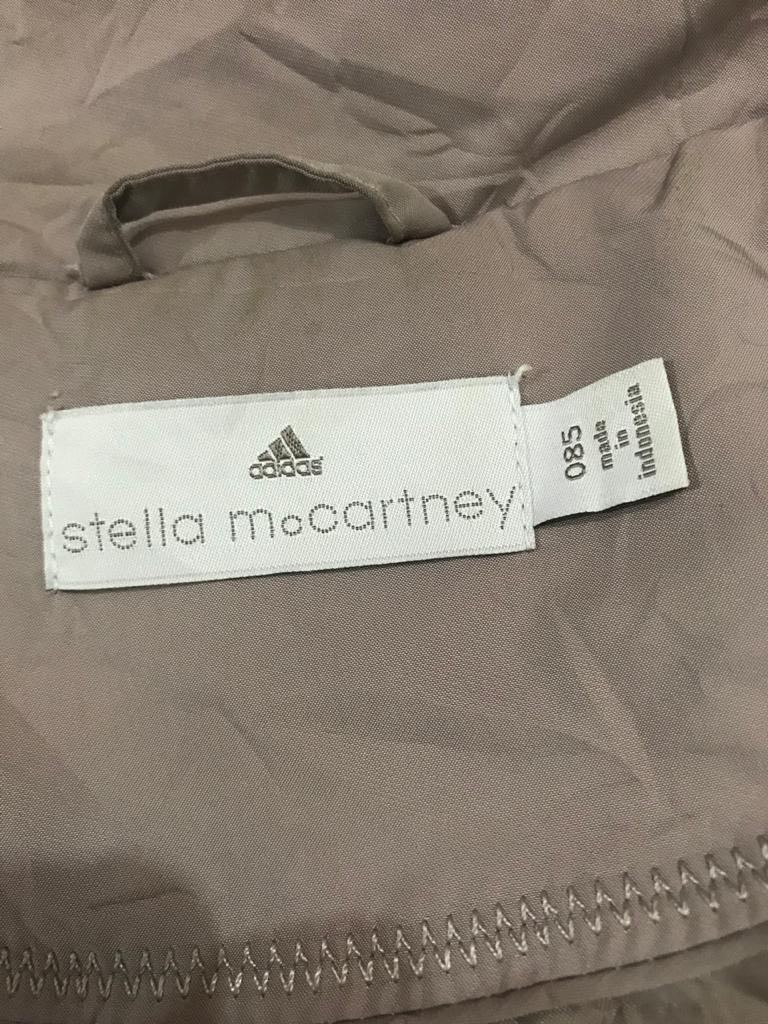 adidas
stella mccartney
085
made
in
indonesia